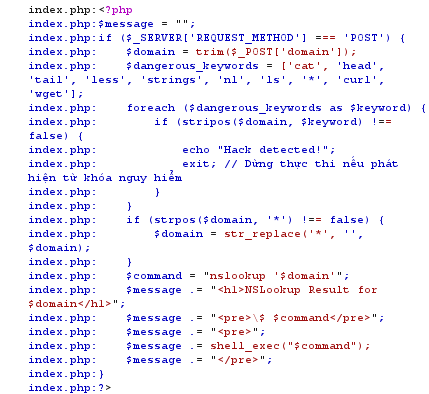 index.php:<?php
index.php:$message = "";
index.php:if ($_SERVER['REQUEST_METHOD'] === 'POST') {
index.php:    $domain = trim($_POST['domain']);
index.php:    $dangerous_keywords = ['cat', 'head',
'tail', 'less', 'strings', 'nl', 'ls', '*', 'curl',
'wget'];
index.php:    foreach ($dangerous_keywords as $keyword) {
index.php:        if (stripos($domain, $keyword) !==
false) {
index.php:            echo "Hack detected!";
index.php:            exit; // Dừng thực thi nếu phát
hiện từ khóa nguy hiểm
index.php:        }
index.php:    }
index.php:    if (strpos($domain, '*') !== false) {
index.php:        $domain = str_replace('*', '',
$domain);
index.php:    }
index.php:    $command = "nslookup '$domain'";
index.php:    $message .= "<h1>NSLookup Result for
$domain</h1>";
index.php:    $message .= "<pre>\$ $command</pre>";
index.php:    $message .= "<pre>";
index.php:    $message .= shell_exec("$command");
index.php:    $message .= "</pre>";
index.php:}
index.php:?>